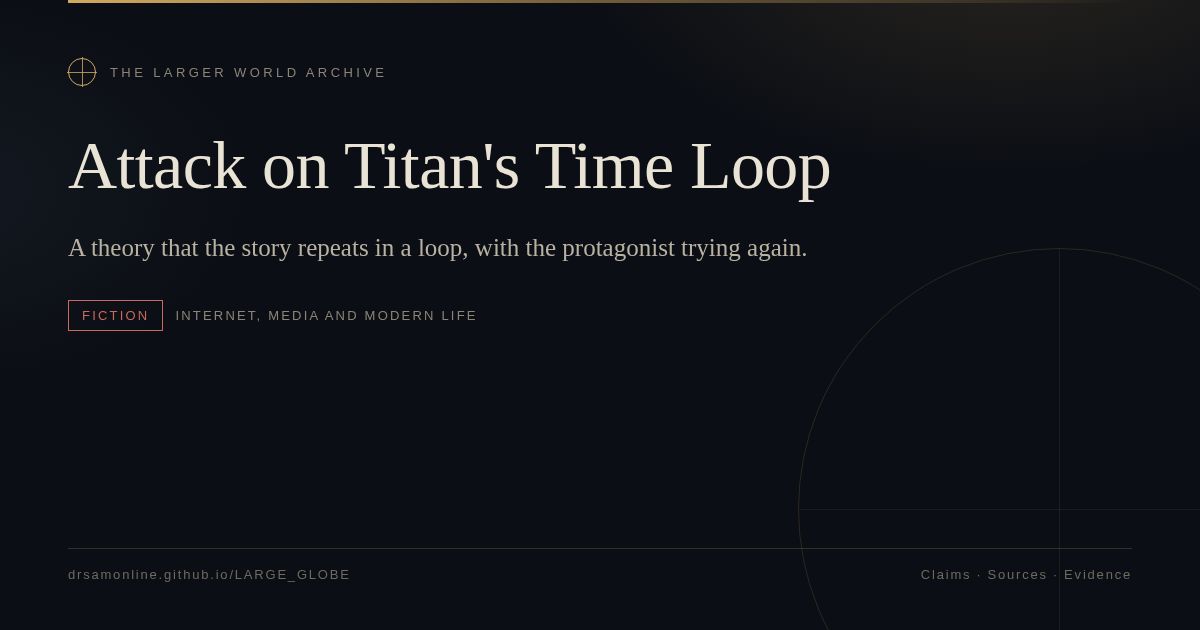 THE LARGER WORLD ARCHIVE
Attack on Titan's Time Loop
A theory that the story repeats in a loop, with the protagonist trying again.
FICTION INTERNET, MEDIA AND MODERN LIFE
drsamonline.github.io/LARGE_GLOBE Claims · Sources · Evidence